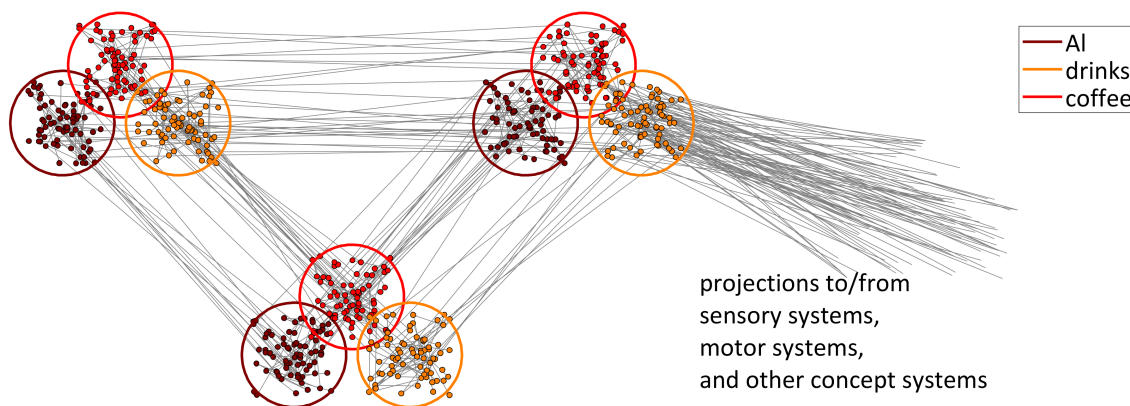 Al
drinks
coffee
projections to/from
sensory systems,
motor systems,
and other concept systems